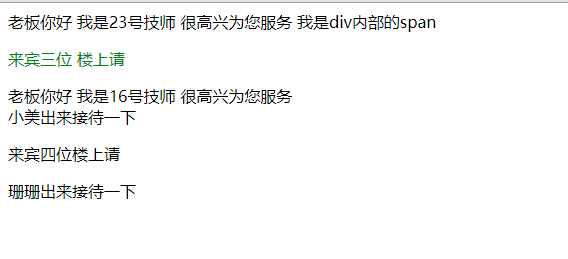 老板你好 我是23号技师 很高兴为您服务 我是div内部的span
来宾三位 楼上请
老板你好 我是16号技师 很高兴为您服务
小美出来接待一下
来宾四位楼上请
珊珊出来接待一下